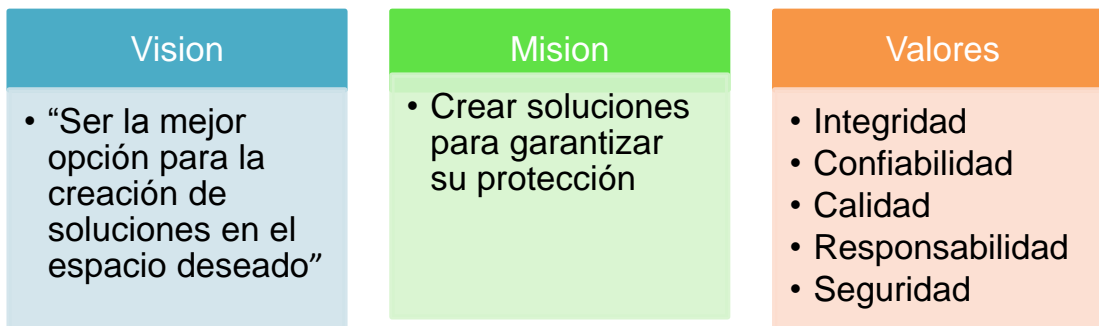 Vision
• “Ser la mejor
opción para la
creación de
soluciones en el
espacio deseado”
Mision
• Crear soluciones
para garantizar
su protección
Valores
• Integridad
• Confiabilidad
• Calidad
• Responsabilidad
• Seguridad